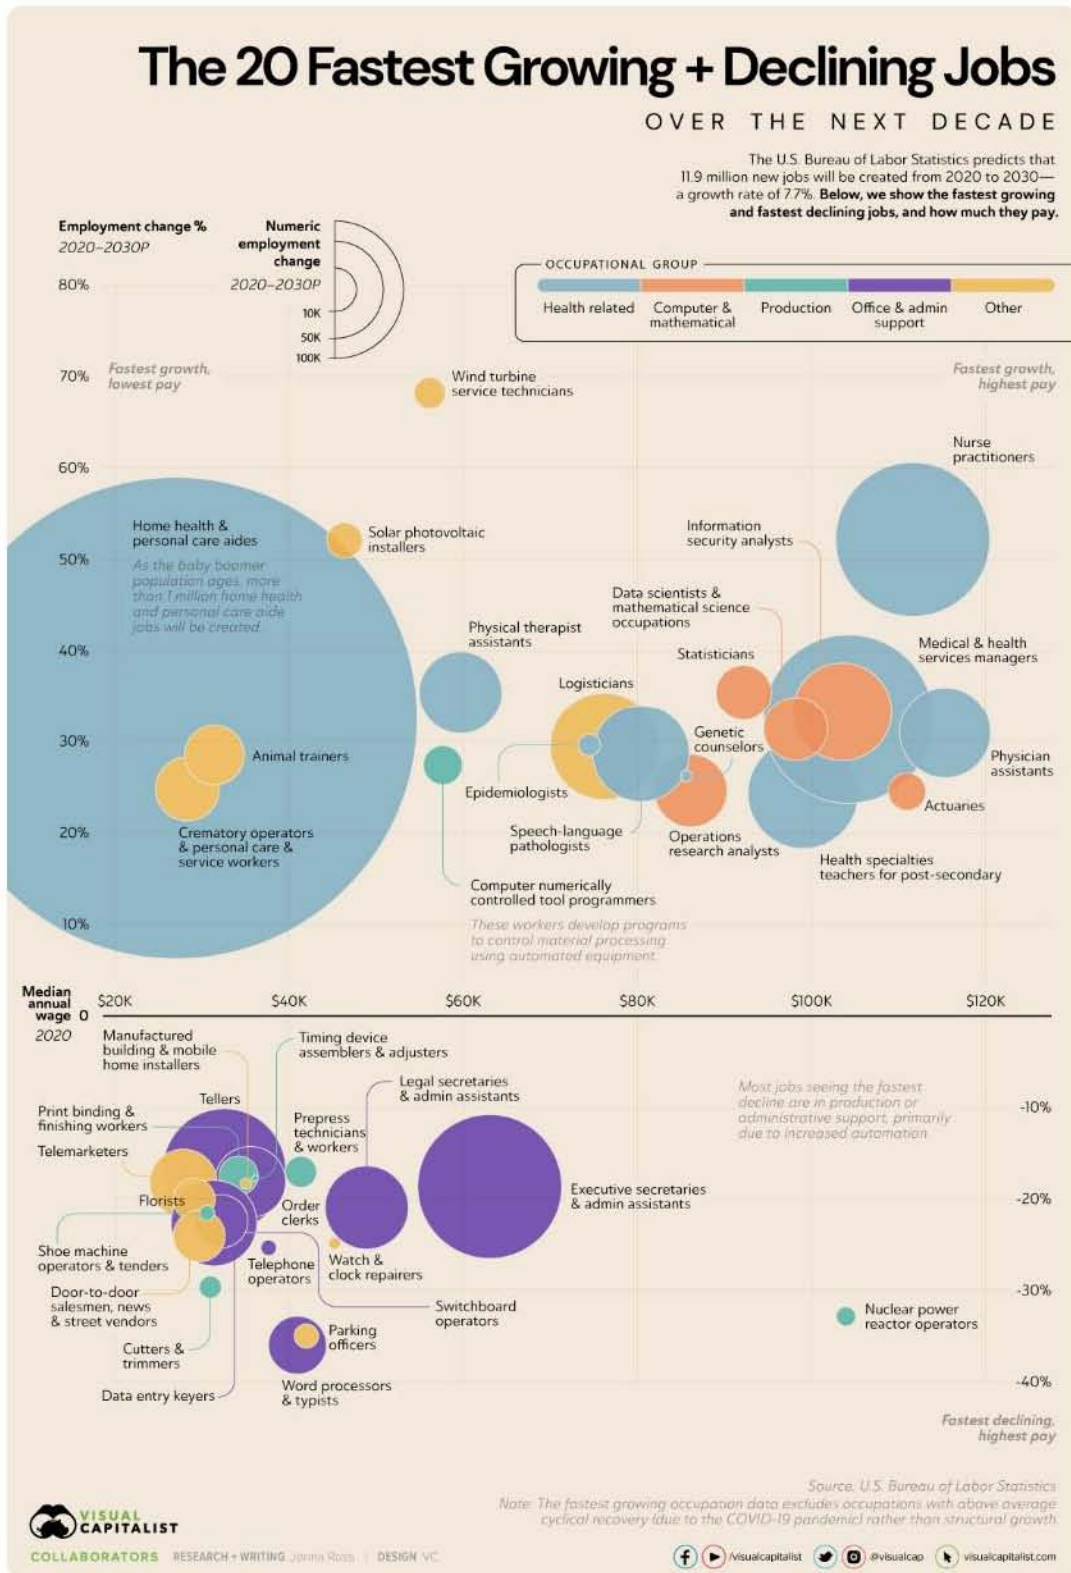 The 20 Fastest Growing + Declining Jobs
OVER THE NEXT DECADE
The U.S. Bureau of Labor Statistics predicts that
11.9 million new jobs will be created from 2020 to 2030—
a growth rate of 7.7%. Below, we show the fastest growing
and fastest declining jobs, and how much they pay.
Employment change %
2020–2030P
Numeric
employment
change
2020–2030P
10K
50K
100K
OCCUPATIONAL GROUP
Health related
Computer &
mathematical
Production
Office & admin
support
Other
80%
70%
60%
50%
40%
30%
20%
10%
Fastest growth,
lowest pay
Fastest growth,
highest pay
Wind turbine
service technicians
Nurse
practitioners
Home health &
personal care aides
As the baby boomer
population ages, more
than 1 million home health
and personal care aide
jobs will be created.
Solar photovoltaic
installers
Information
security analysts
Data scientists &
mathematical science
occupations
Physical therapist
assistants
Statisticians
Medical & health
services managers
Logisticians
Genetic
counselors
Animal trainers
Physician
assistants
Epidemiologists
Actuaries
Crematory operators
& personal care &
service workers
Speech-language
pathologists
Operations
research analysts
Health specialties
teachers for post-secondary
Computer numerically
controlled tool programmers
These workers develop programs
to control material processing
using automated equipment.
Median
annual
wage 0
2020
$20K
$40K
$60K
$80K
$100K
$120K
Manufactured
building & mobile
home installers
Timing device
assemblers & adjusters
Legal secretaries
& admin assistants
Most jobs seeing the fastest
decline are in production or
administrative support, primarily
due to increased automation.
-10%
-20%
-30%
-40%
Tellers
Print binding &
finishing workers
Prepress
technicians
& workers
Telemarketers
Executive secretaries
& admin assistants
Florists
Order
clerks
Shoe machine
operators & tenders
Telephone
operators
Watch &
clock repairers
Door-to-door
salesmen, news
& street vendors
Switchboard
operators
Nuclear power
reactor operators
Cutters &
trimmers
Parking
officers
Data entry keyers
Word processors
& typists
Fastest declining,
highest pay
Source: U.S. Bureau of Labor Statistics
Note: The fastest growing occupation data excludes occupations with above average
cyclical recovery (due to the COVID-19 pandemic) rather than structural growth.
VISUAL
CAPITALIST
COLLABORATORS RESEARCH + WRITING Jenna Ross | DESIGN VC
/visualcapitalist @visualcap visualcapitalist.com